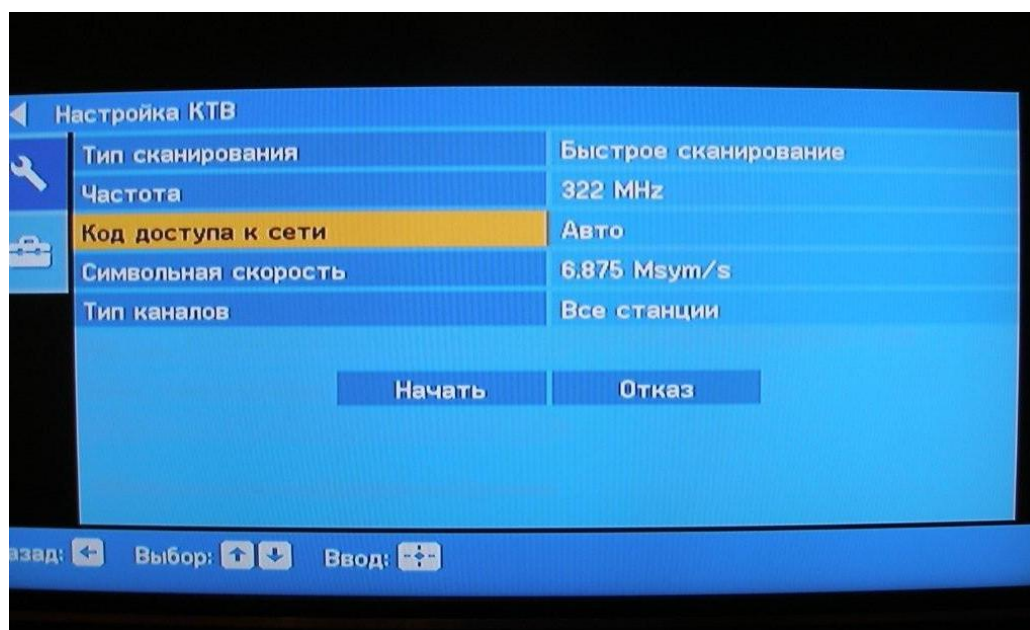 Настройка КТВ
Тип сканирования Быстрое сканирование
Частота 322 MHz
Код доступа к сети Авто
Символьная скорость 6.875 Msym/s
Тип каналов Все станции
Начать Отказ
азад: Выбор: Ввод: